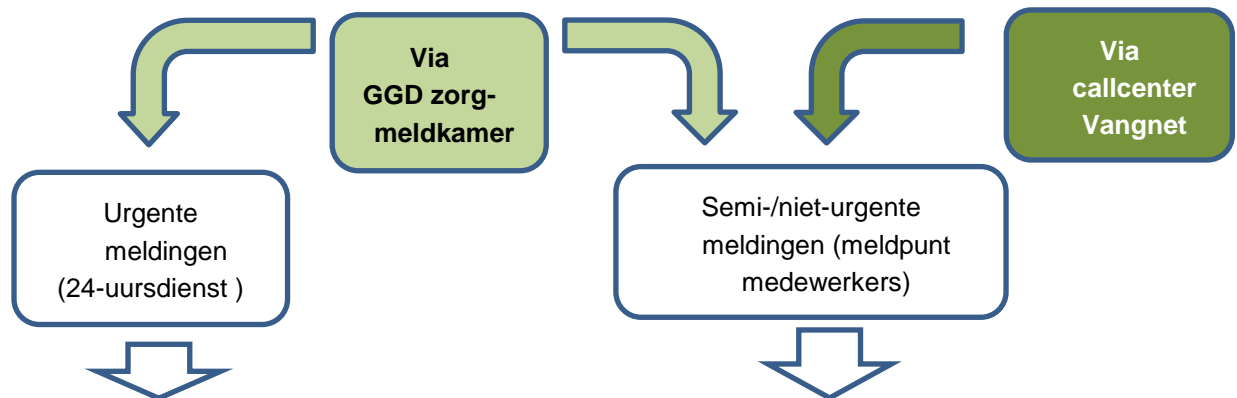 Via
GGD zorg-
meldkamer
Via
callcenter
Vangnet
Urgente
meldingen
(24-uursdienst )
Semi-/niet-urgente
meldingen (meldpunt
medewerkers)